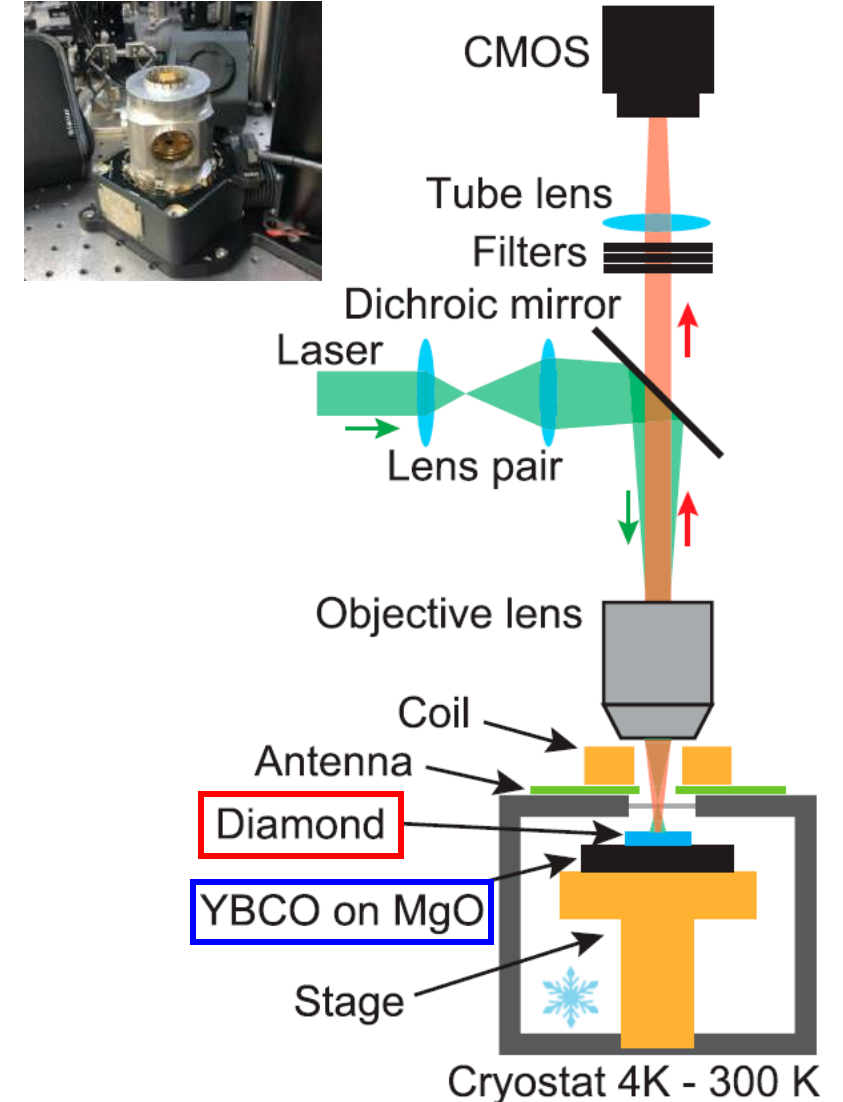 CMOS
Tube lens
Filters
Dichroic mirror
Laser
Lens pair
Objective lens
Coil
Antenna
Diamond
YBCO on MgO
Stage
Cryostat 4K - 300 K